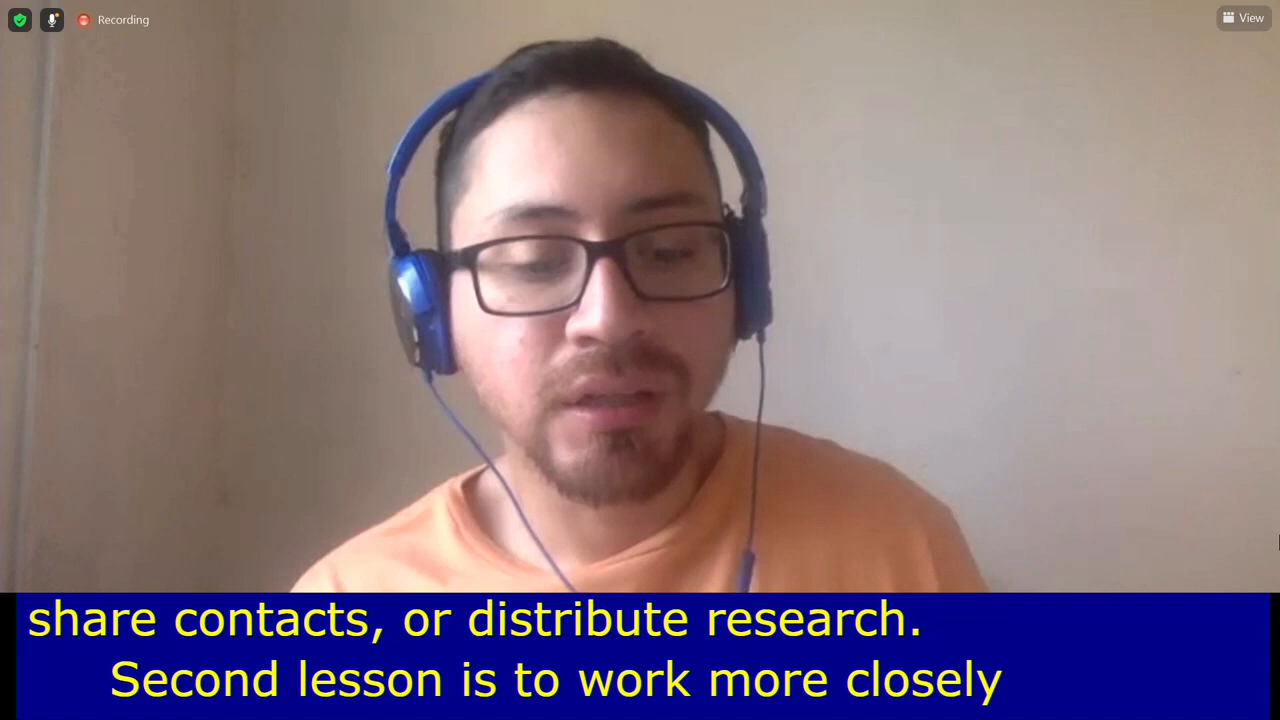 Recording
View
share contacts, or distribute research.
Second lesson is to work more closely